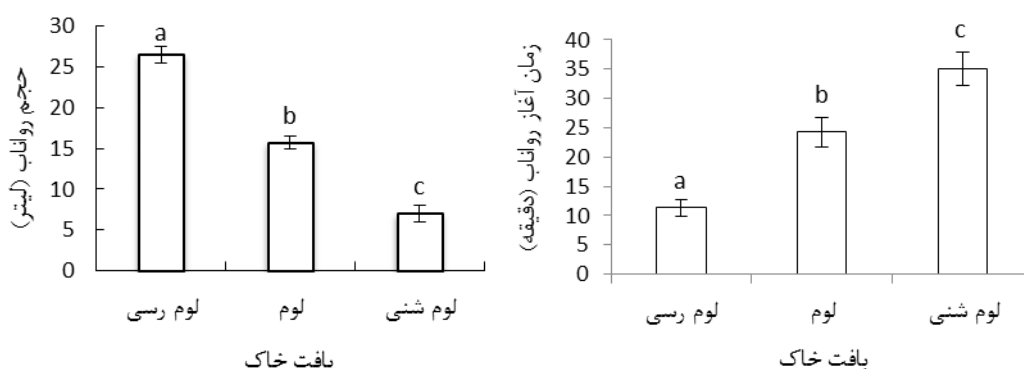 حجم رواناب (لیتر)
30
25
20
15
10
5
0
a
b
c
لوم رسی
لوم
لوم شنی
بافت خاک
زمان آغاز رواناب (دقیقه)
40
35
30
25
20
15
10
5
0
a
b
c
لوم رسی
لوم
لوم شنی
بافت خاک